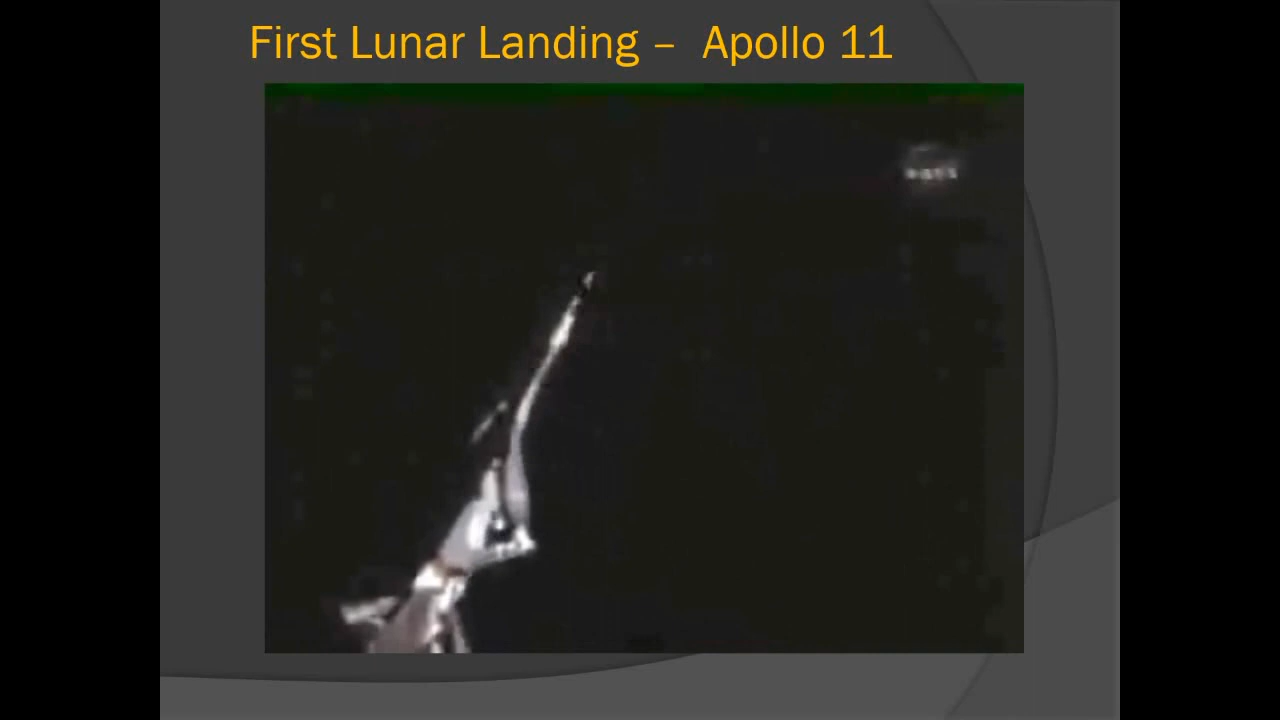 First Lunar Landing – Apollo 11